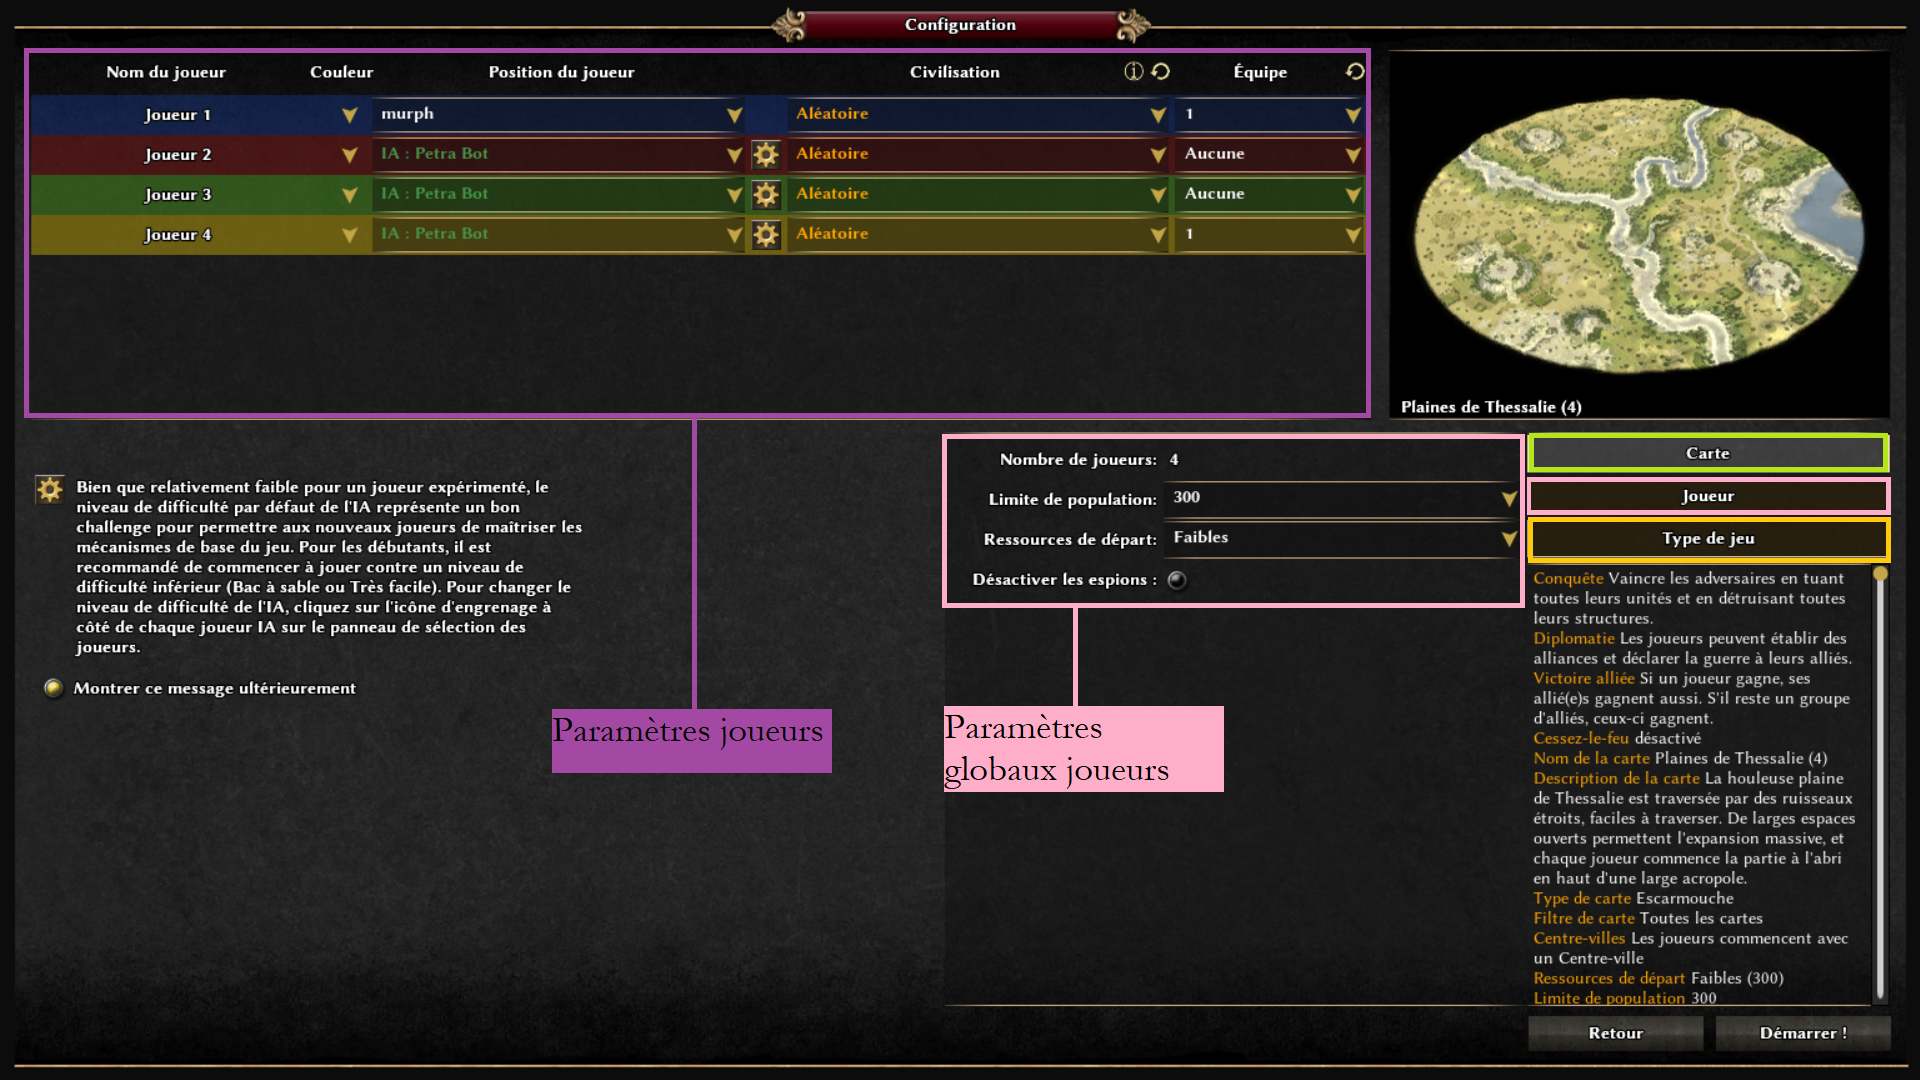 Configuration
Nom du joueur Couleur Position du joueur Civilisation Équipe
Joueur 1 murph Aléatoire 1
Joueur 2 IA : Petra Bot Aléatoire Aucune
Joueur 3 IA : Petra Bot Aléatoire Aucune
Joueur 4 IA : Petra Bot Aléatoire 1
Plaines de Thessalie (4)
Bien que relativement faible pour un joueur expérimenté, le
niveau de difficulté par défaut de l'IA représente un bon
challenge pour permettre aux nouveaux joueurs de maîtriser les
mécanismes de base du jeu. Pour les débutants, il est
recommandé de commencer à jouer contre un niveau de
difficulté inférieur (Bac à sable ou Très facile). Pour changer le
niveau de difficulté de l'IA, cliquez sur l'icône d'engrenage à
côté de chaque joueur IA sur le panneau de sélection des
joueurs.
Montrer ce message ultérieurement
Paramètres joueurs
Nombre de joueurs: 4
Limite de population: 300
Ressources de départ: Faibles
Désactiver les espions :
Paramètres
globaux joueurs
Carte
Joueur
Type de jeu
Conquête Vaincre les adversaires en tuant
toutes leurs unités et en détruisant toutes
leurs structures.
Diplomatie Les joueurs peuvent établir des
alliances et déclarer la guerre à leurs alliés.
Victoire alliée Si un joueur gagne, ses
allié(e)s gagnent aussi. S'il reste un groupe
d'alliés, ceux-ci gagnent.
Cessez-le-feu désactivé
Nom de la carte Plaines de Thessalie (4)
Description de la carte La houleuse plaine
de Thessalie est traversée par des ruisseaux
étroits, faciles à traverser. De larges espaces
ouverts permettent l'expansion massive, et
chaque joueur commence la partie à l'abri
en haut d'une large acropole.
Type de carte Escarmouche
Filtre de carte Toutes les cartes
Centre-villes Les joueurs commencent avec
un Centre-ville
Ressources de départ Faibles (300)
Limite de population 300
Retour Démarrer !